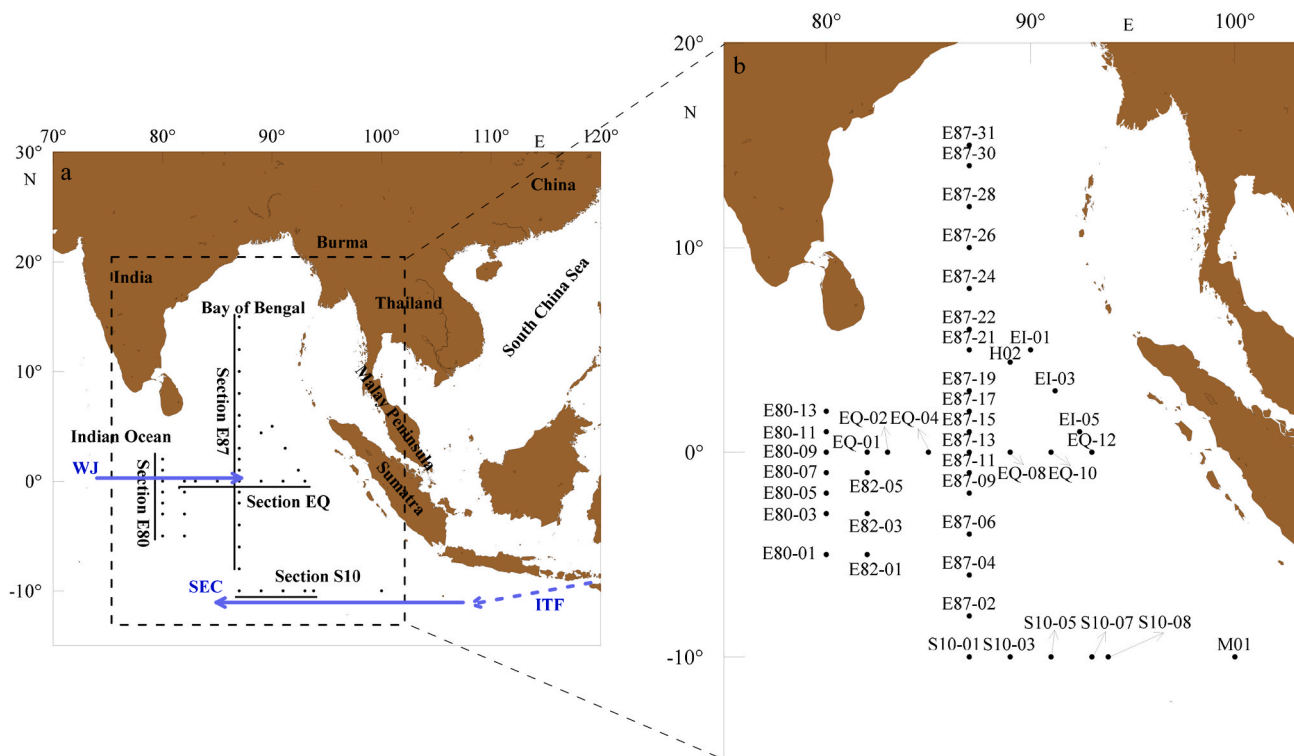 70° 80° 90° 100° 110° E 120°
30°
N
a
China
Burma
20°
India
Thailand
South China Sea
Bay of Bengal
10°
Section E87
Malay Peninsula
Indian Ocean
WJ
0°
Section E80
Section EQ
Sumatra
Section S10
-10°
SEC
ITF
80° 90° E 100°
20°
b
N
E87-31
E87-30
E87-28
E87-26
10°
E87-24
E87-22
E87-21
EI-01
H02
E87-19
EI-03
E87-17
E80-13
EQ-02 EQ-04
E87-15
EI-05
E80-11
EQ-01
E87-13
EQ-12
E80-09
0°
E87-11
E80-07
EQ-08 EQ-10
E82-05
E87-09
E80-05
E80-03
E82-03
E87-06
E80-01
E82-01
E87-04
E87-02
S10-05 S10-07 S10-08
S10-01 S10-03
M01
-10°